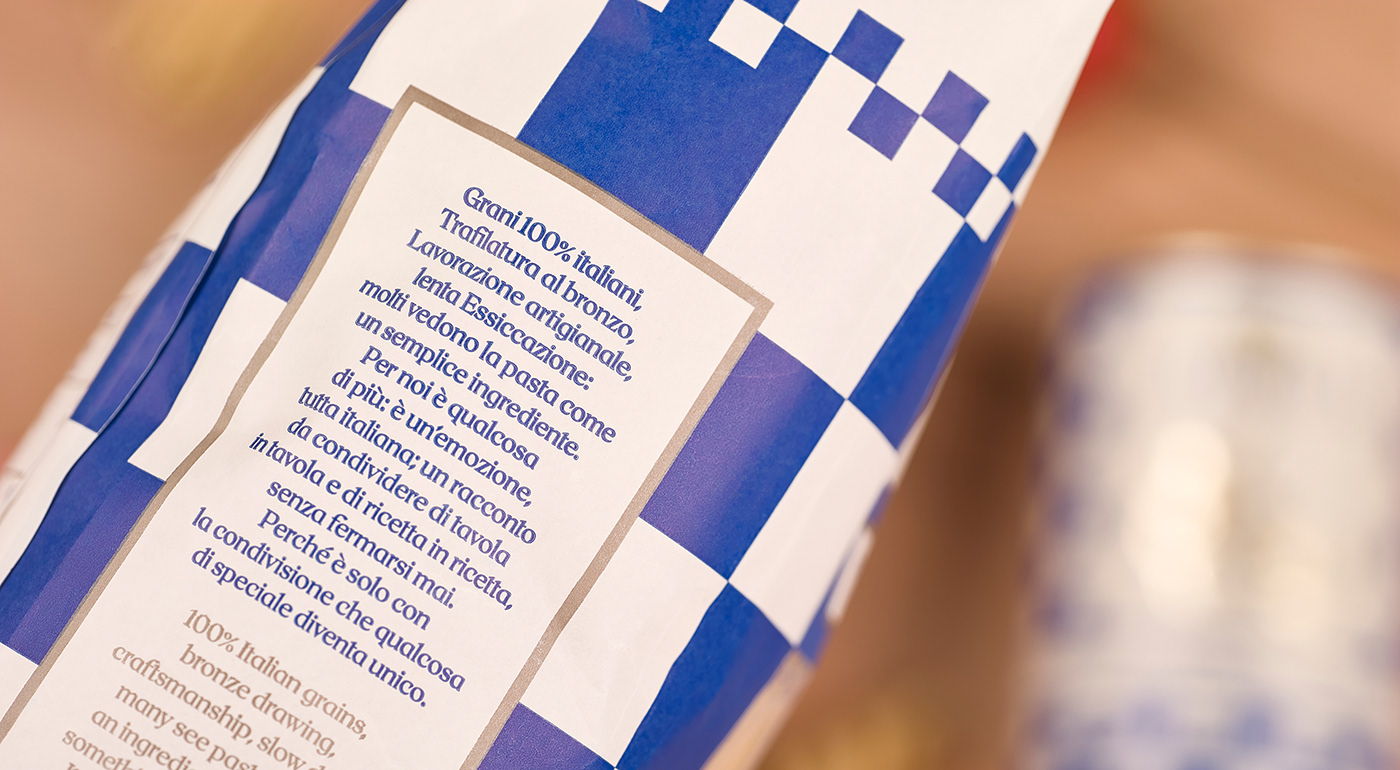 Grani 100% italiani,
Trafilatura al bronzo,
Lavorazione artigianale,
lenta Essiccazione:
molti vedono la pasta come
un semplice ingrediente.
Per noi è qualcosa
di più: è un'emozione,
tutta italiana; un racconto
da condividere di tavola
in tavola e di ricetta in ricetta,
senza fermarsi mai.
Perché è solo con
la condivisione che qualcosa
di speciale diventa unico.
100% Italian grains,
bronze drawing,
craftsmanship, slow
many see
an